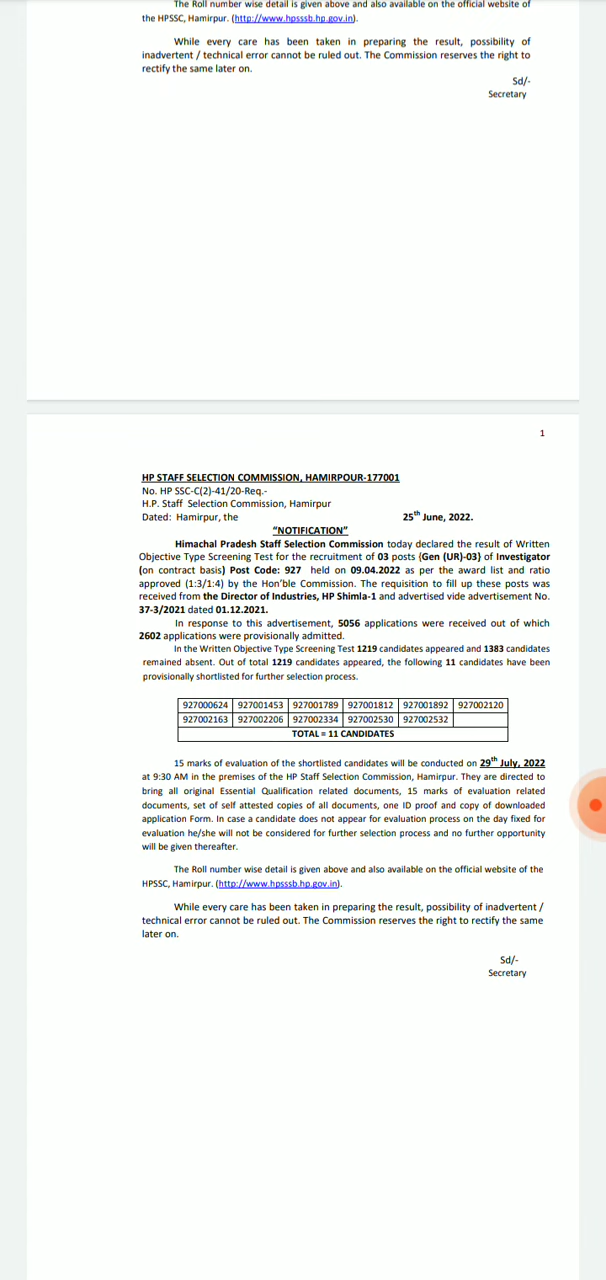 The Roll number wise detail is given above and also available on the official website of
the HPSSC, Hamirpur. (http://www.hpsssb.hp.gov.in).
While every care has been taken in preparing the result, possibility of
inadvertent / technical error cannot be ruled out. The Commission reserves the right to
rectify the same later on.
Sd/-
Secretary
1
HP STAFF SELECTION COMMISSION, HAMIRPOUR-177001
No. HP SSC-C(2)-41/20-Req.-
H.P. Staff Selection Commission, Hamirpur
Dated: Hamirpur, the 25th June, 2022.
“NOTIFICATION”
Himachal Pradesh Staff Selection Commission today declared the result of Written
Objective Type Screening Test for the recruitment of 03 posts {Gen (UR)-03} of Investigator
(on contract basis) Post Code: 927 held on 09.04.2022 as per the award list and ratio
approved (1:3/1:4) by the Hon’ble Commission. The requisition to fill up these posts was
received from the Director of Industries, HP Shimla-1 and advertised vide advertisement No.
37-3/2021 dated 01.12.2021.
In response to this advertisement, 5056 applications were received out of which
2602 applications were provisionally admitted.
In the Written Objective Type Screening Test 1219 candidates appeared and 1383 candidates
remained absent. Out of total 1219 candidates appeared, the following 11 candidates have been
provisionally shortlisted for further selection process.
927000624 927001453 927001789 927001812 927001892 927002120
927002163 927002206 927002334 927002530 927002532
TOTAL = 11 CANDIDATES
15 marks of evaluation of the shortlisted candidates will be conducted on 29th July, 2022
at 9:30 AM in the premises of the HP Staff Selection Commission, Hamirpur. They are directed to
bring all original Essential Qualification related documents, 15 marks of evaluation related
documents, set of self attested copies of all documents, one ID proof and copy of downloaded
application Form. In case a candidate does not appear for evaluation process on the day fixed for
evaluation he/she will not be considered for further selection process and no further opportunity
will be given thereafter.
The Roll number wise detail is given above and also available on the official website of the
HPSSC, Hamirpur. (http://www.hpsssb.hp.gov.in).
While every care has been taken in preparing the result, possibility of inadvertent /
technical error cannot be ruled out. The Commission reserves the right to rectify the same
later on.
Sd/-
Secretary